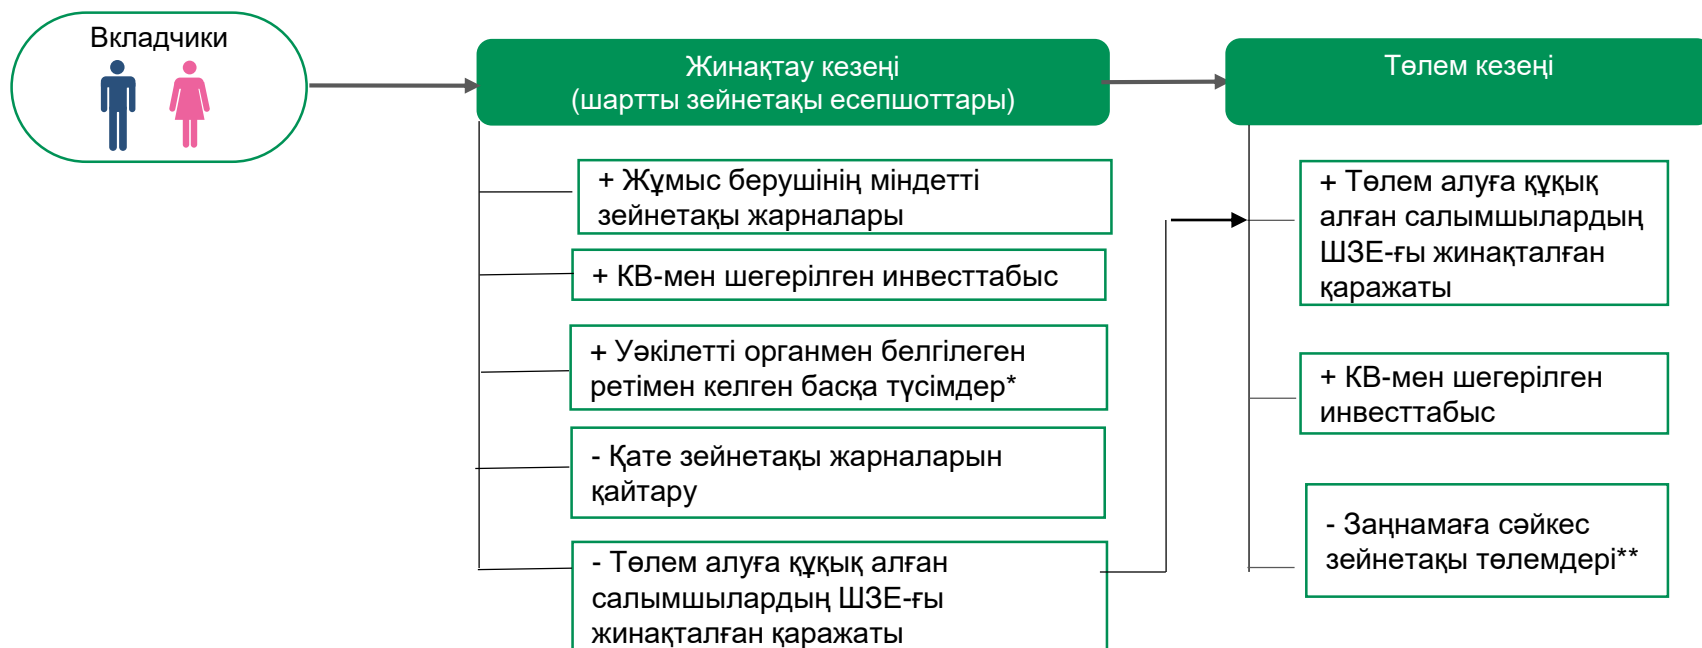 Вкладчики
Жинақтау кезеңі
(шартты зейнетақы есепшоттары)
+ Жұмыс берушінің міндетті
зейнетақы жарналары
+ КВ-мен шегерілген инвесттабыс
+ Уәкілетті органмен белгілеген
ретімен келген басқа түсімдер*
- Қате зейнетақы жарналарын
қайтару
- Төлем алуға құқық алған
салымшылардың ШЗЕ-ғы
жинақталған қаражаты
Төлем кезеңі
+ Төлем алуға құқық
алған салымшылардың
ШЗЕ-ғы жинақталған
қаражаты
+ КВ-мен шегерілген
инвесттабыс
- Заңнамаға сәйкес
зейнетақы төлемдері**